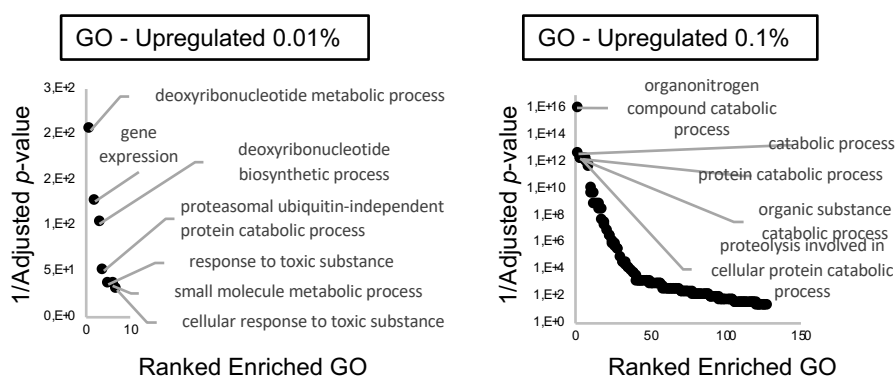 GO - Upregulated 0.01%
3,E+2
2,E+2
2,E+2
1,E+2
5,E+1
0,E+0
0
10
1/Adjusted p-value
deoxyribonucleotide metabolic process
gene
expression
deoxyribonucleotide
biosynthetic process
proteasomal ubiquitin-independent
protein catabolic process
response to toxic substance
small molecule metabolic process
cellular response to toxic substance
Ranked Enriched GO
GO - Upregulated 0.1%
1,E+16
1,E+14
1,E+12
1,E+10
1,E+8
1,E+6
1,E+4
1,E+2
1,E+0
0
50
100
150
1/Adjusted p-value
organonitrogen
compound catabolic
process
catabolic process
protein catabolic process
organic substance
catabolic process
proteolysis involved in
cellular protein catabolic
process
Ranked Enriched GO